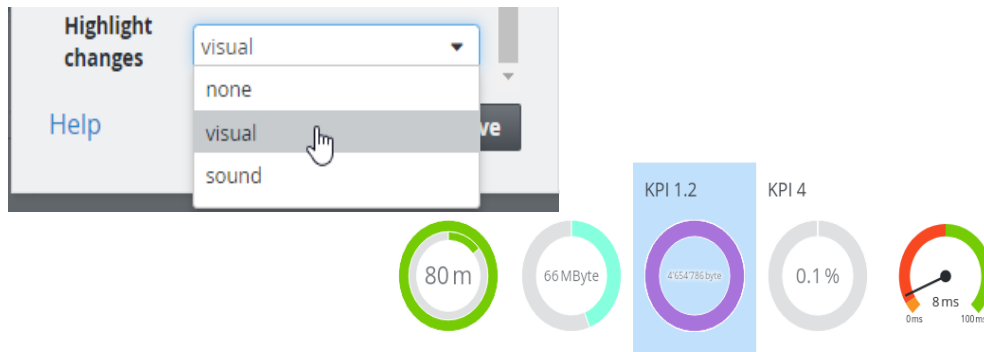 Highlight
changes
visual
none
visual
sound
Help
ve
KPI 1.2
KPI 4
80 m
66 MByte
4'654'786 byte
0.1 %
8 ms
0ms
100 ms